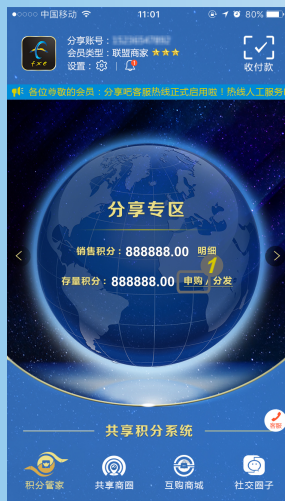 中国移动 11:01 80%
分享账号：
会员类型：联盟商家
设置：
收付款
fxe
各位尊敬的会员：分享吧客服热线正式启用啦！热线人工服务
分享专区
销售积分：888888.00 明细
1
存量积分：888888.00 申购 / 分发
客服
共享积分系统
积分管家 共享商圈 互购商城 社交圈子